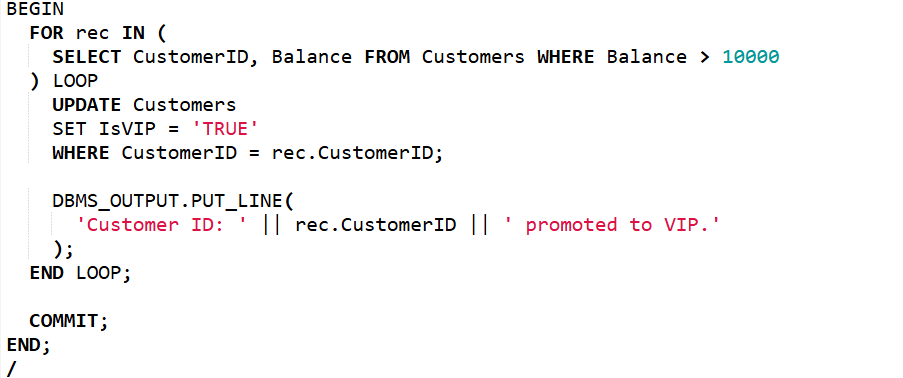 BEGIN
  FOR rec IN (
    SELECT CustomerID, Balance FROM Customers WHERE Balance > 10000
  ) LOOP
    UPDATE Customers
    SET IsVIP = 'TRUE'
    WHERE CustomerID = rec.CustomerID;

    DBMS_OUTPUT.PUT_LINE(
      'Customer ID: ' || rec.CustomerID || ' promoted to VIP.'
    );
  END LOOP;

  COMMIT;
END;
/